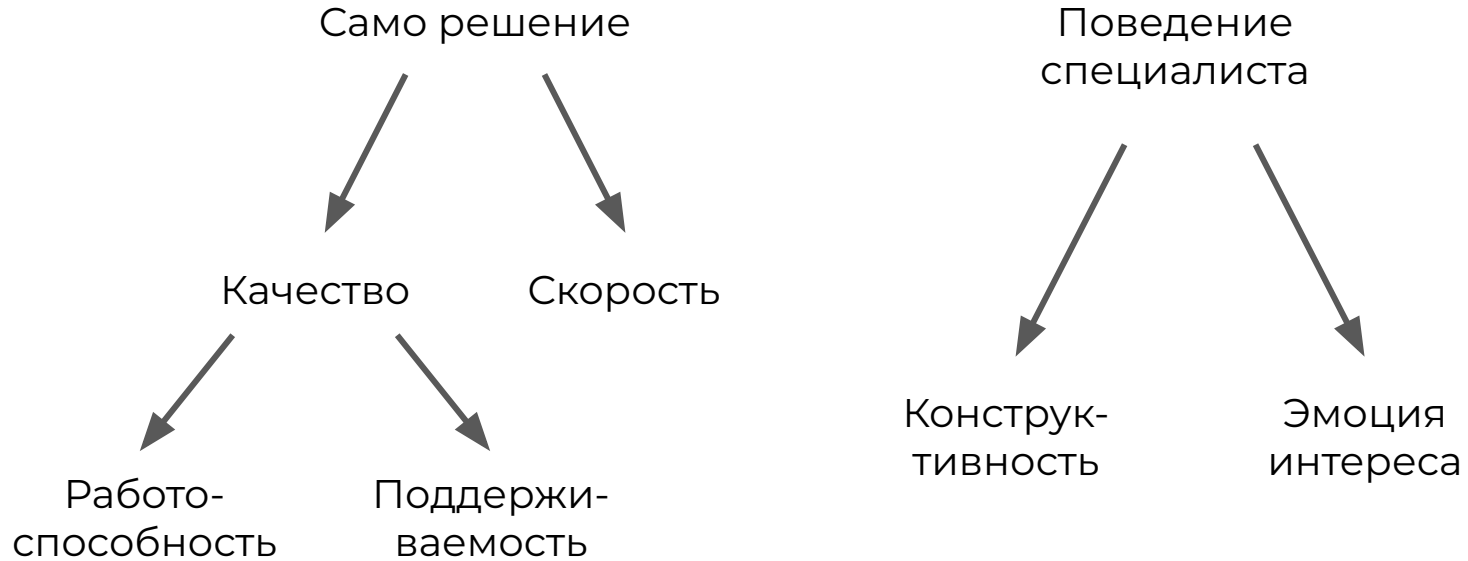 Само решение
Поведение
специалиста
Качество
Скорость
Конструк-
тивность
Эмоция
интереса
Работо-
способность
Поддержи-
ваемость